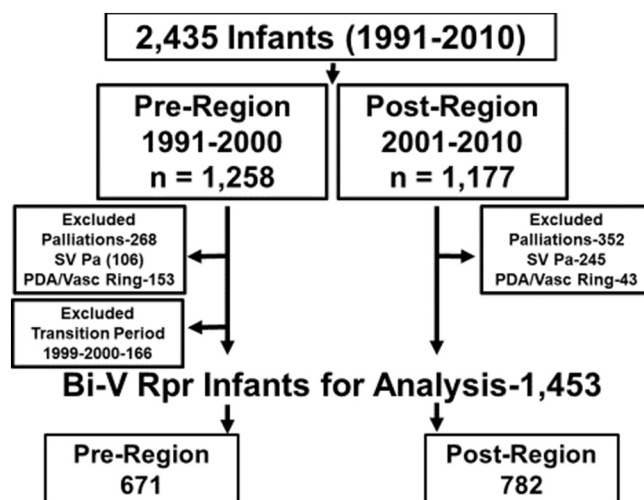 2,435 Infants (1991-2010)
Pre-Region
1991-2000
n = 1,258
Post-Region
2001-2010
n = 1,177
Excluded
Palliations-268
SV Pa (106)
PDA/Vasc Ring-153
Excluded
Palliations-352
SV Pa-245
PDA/Vasc Ring-43
Excluded
Transition Period
1999-2000-166
Bi-V Rpr Infants for Analysis-1,453
Pre-Region
671
Post-Region
782